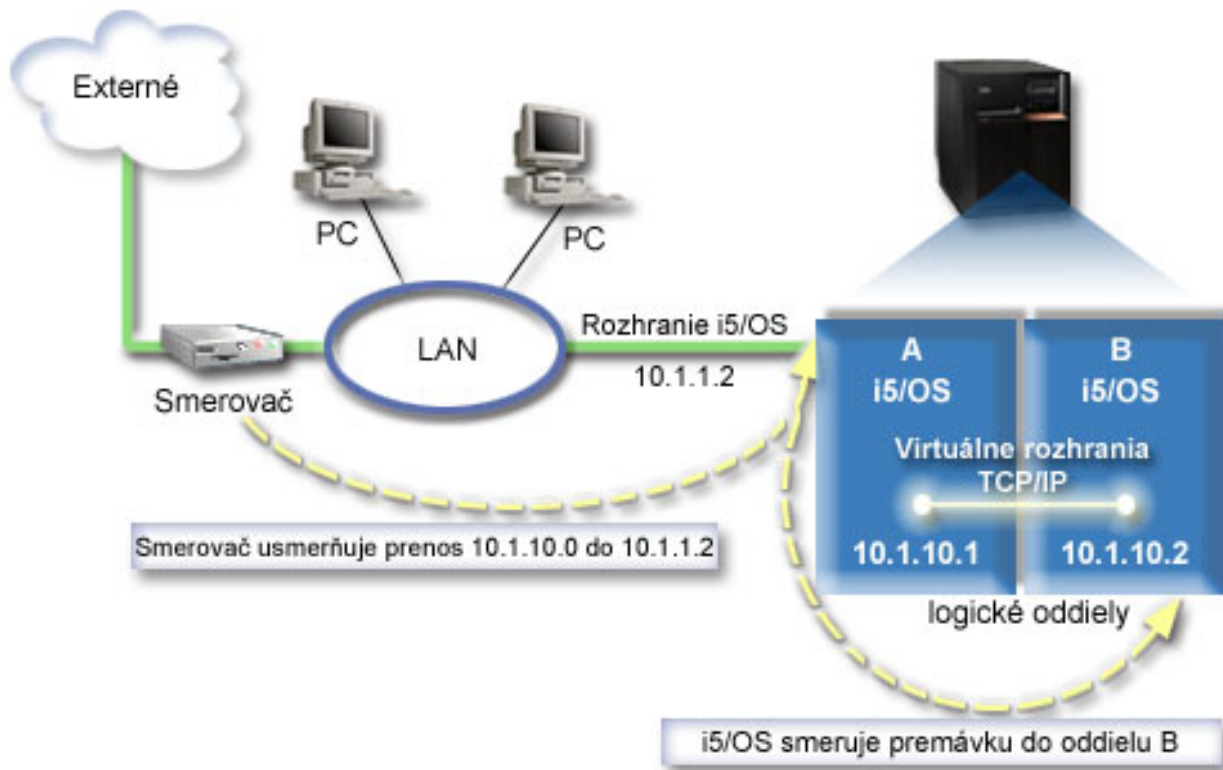 Externé
PC
PC
Smerovač
LAN
Rozhranie i5/OS
10.1.1.2
A
i5/OS
B
i5/OS
Virtuálne rozhrania
TCP/IP
10.1.10.1
10.1.10.2
logické oddiely
Smerovač usmerňuje prenos 10.1.10.0 do 10.1.1.2
i5/OS smeruje premávku do oddielu B